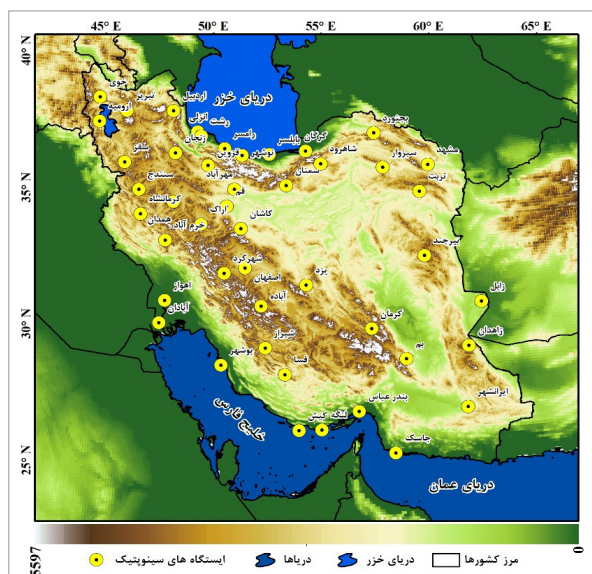 45° E 50° E 55° E 60° E 65° E
40° N
35° N
30° N
25° N
دریای خزر
خوی
تبریز
ارومیه
اردبیل
انزلی
رشت
زنجان
رامسر
قزوین
نوشهر
بابلسر
گرگان
شاهرود
بجنورد
سبزوار
مشهد
تربت
سقز
سنندج
مهرآباد
سمنان
قم
کرمانشاه
همدان
اراک
خرم آباد
کاشان
بیرجند
شهرکرد
اصفهان
یزد
زابل
اهواز
آبادان
آباده
کرمان
زاهدان
شیراز
بم
بوشهر
فسا
ایرانشهر
بندر عباس
لنگه
کیش
جاسک
خلیج فارس
دریای عمان
5597
0
ایستگاه های سینوپتیک
دریاها
دریای خزر
مرز کشورها